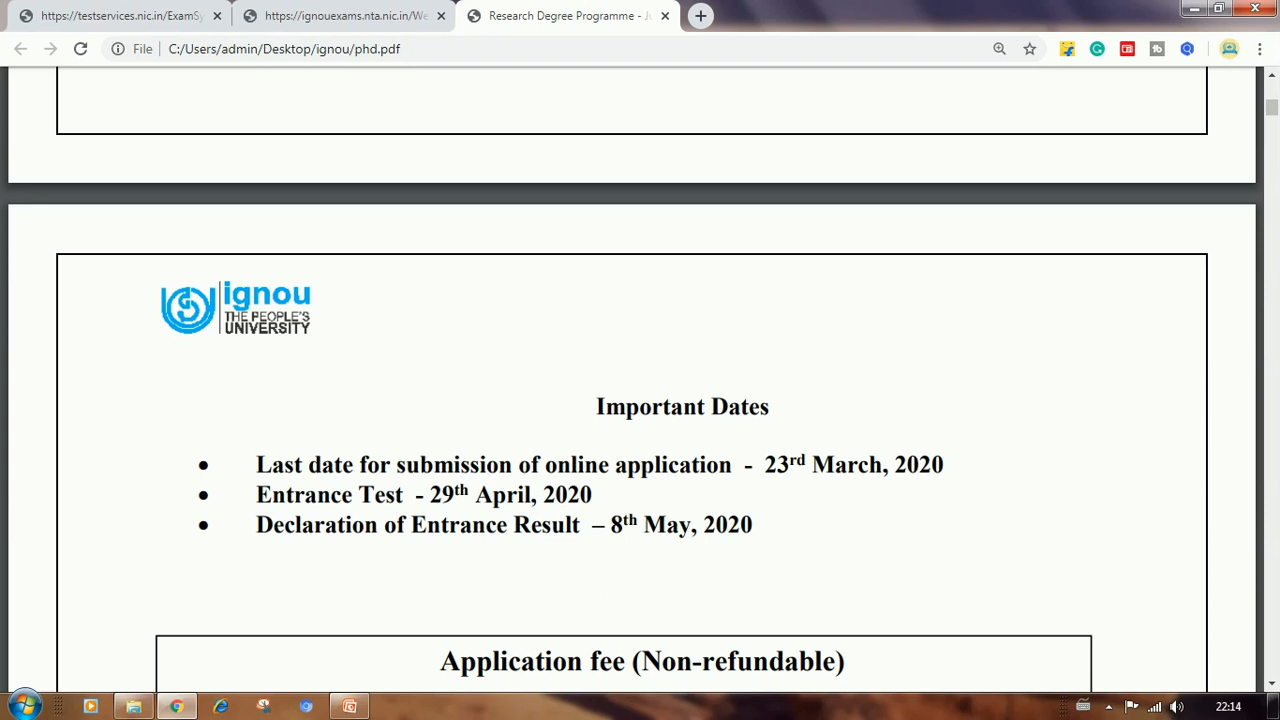 https://testservices.nic.in/ExamSy
https://ignouexams.nta.nic.in/We
Research Degree Programme - Ju
File
C:/Users/admin/Desktop/ignou/phd.pdf
ignou
THE PEOPLE'S
UNIVERSITY
Important Dates
• Last date for submission of online application - 23rd March, 2020
• Entrance Test - 29th April, 2020
• Declaration of Entrance Result – 8th May, 2020
Application fee (Non-refundable)
22:14